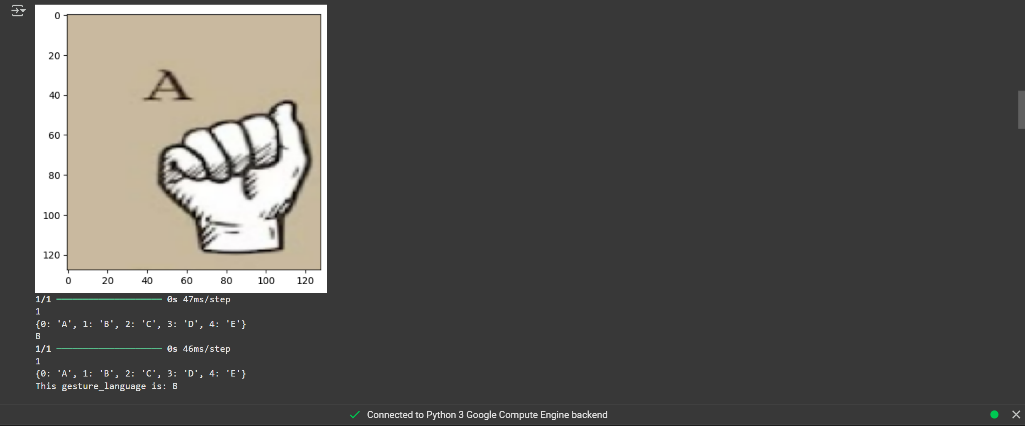 0
20
A
40
60
80
100
120
0 20 40 60 80 100 120
1/1 ━━━━━━━━━━━━━━━━━━━━ 0s 47ms/step
1
{0: 'A', 1: 'B', 2: 'C', 3: 'D', 4: 'E'}
B
1/1 ━━━━━━━━━━━━━━━━━━━━ 0s 46ms/step
1
{0: 'A', 1: 'B', 2: 'C', 3: 'D', 4: 'E'}
This gesture_language is: B
Connected to Python 3 Google Compute Engine backend